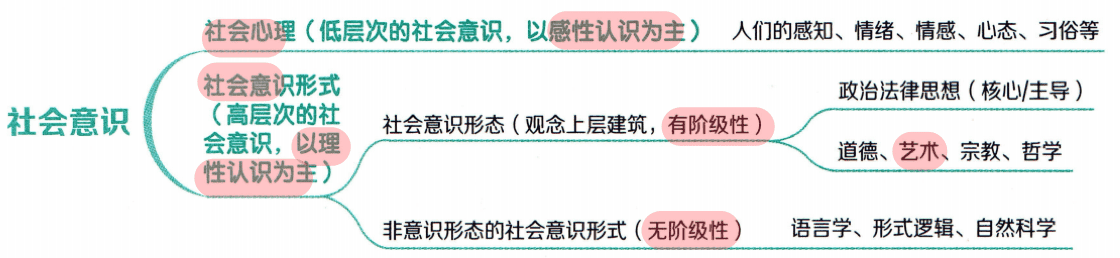 社会意识
社会心理（低层次的社会意识，以感性认识为主）
人们的感知、情绪、情感、心态、习俗等
社会意识形式
（高层次的社
会意识，以理
性认识为主）
社会意识形态（观念上层建筑，有阶级性）
政治法律思想（核心/主导）
道德、艺术、宗教、哲学
非意识形态的社会意识形式（无阶级性）
语言学、形式逻辑、自然科学